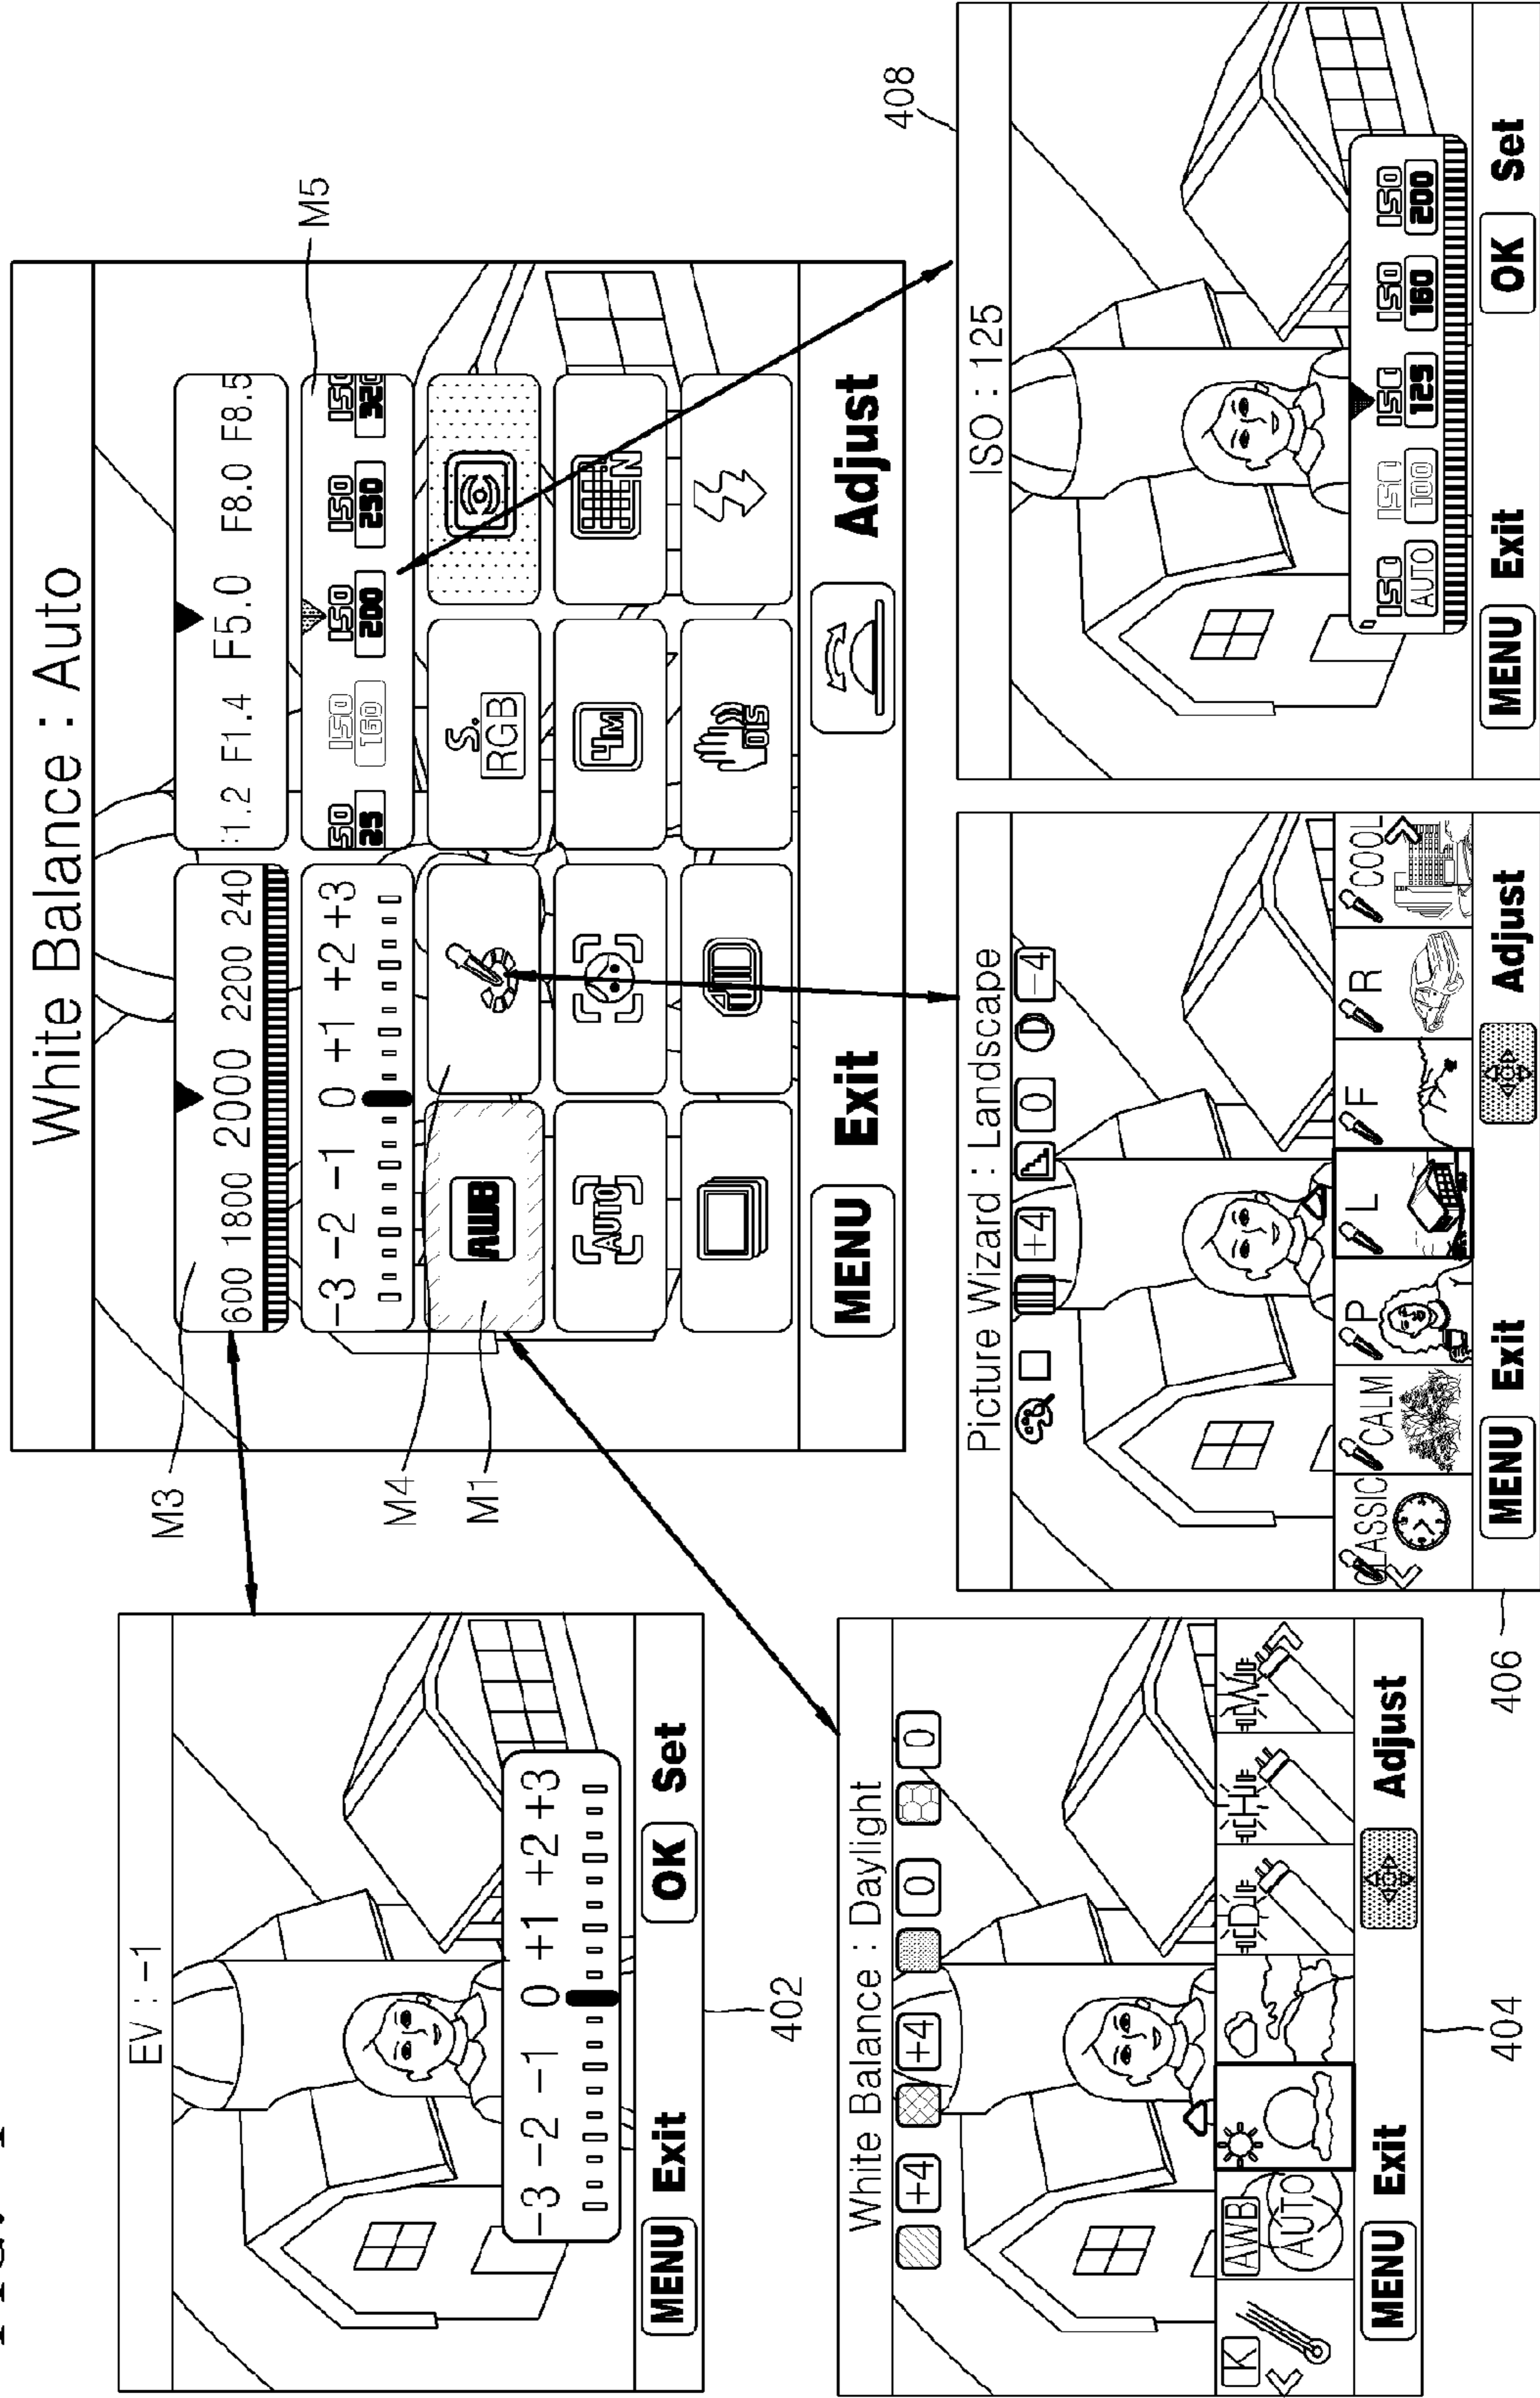 White Balance : Auto
600 1800 2000 2200 240
:1.2 F1.4 F5.0 F8.0 F8.5
-3 -2 -1 0 +1 +2 +3
ISO 25 ISO 160 ISO 200 ISO 250 ISO 320
AWB
S. RGB
AUTO
4M
N
OIS
MENU Exit Adjust
M3
M4
M1
M5
EV : -1
-3 -2 -1 0 +1 +2 +3
MENU Exit OK Set
402
White Balance : Daylight
+4 +4 0 0
K
AWB AUTO
D H W
MENU Exit Adjust
404
Picture Wizard : Landscape
+4 0 -4
CLASSIC CALM P L F R COOL
MENU Exit Adjust
406
ISO : 125
ISO AUTO ISO 100 ISO 125 ISO 160 ISO 200
MENU Exit OK Set
408